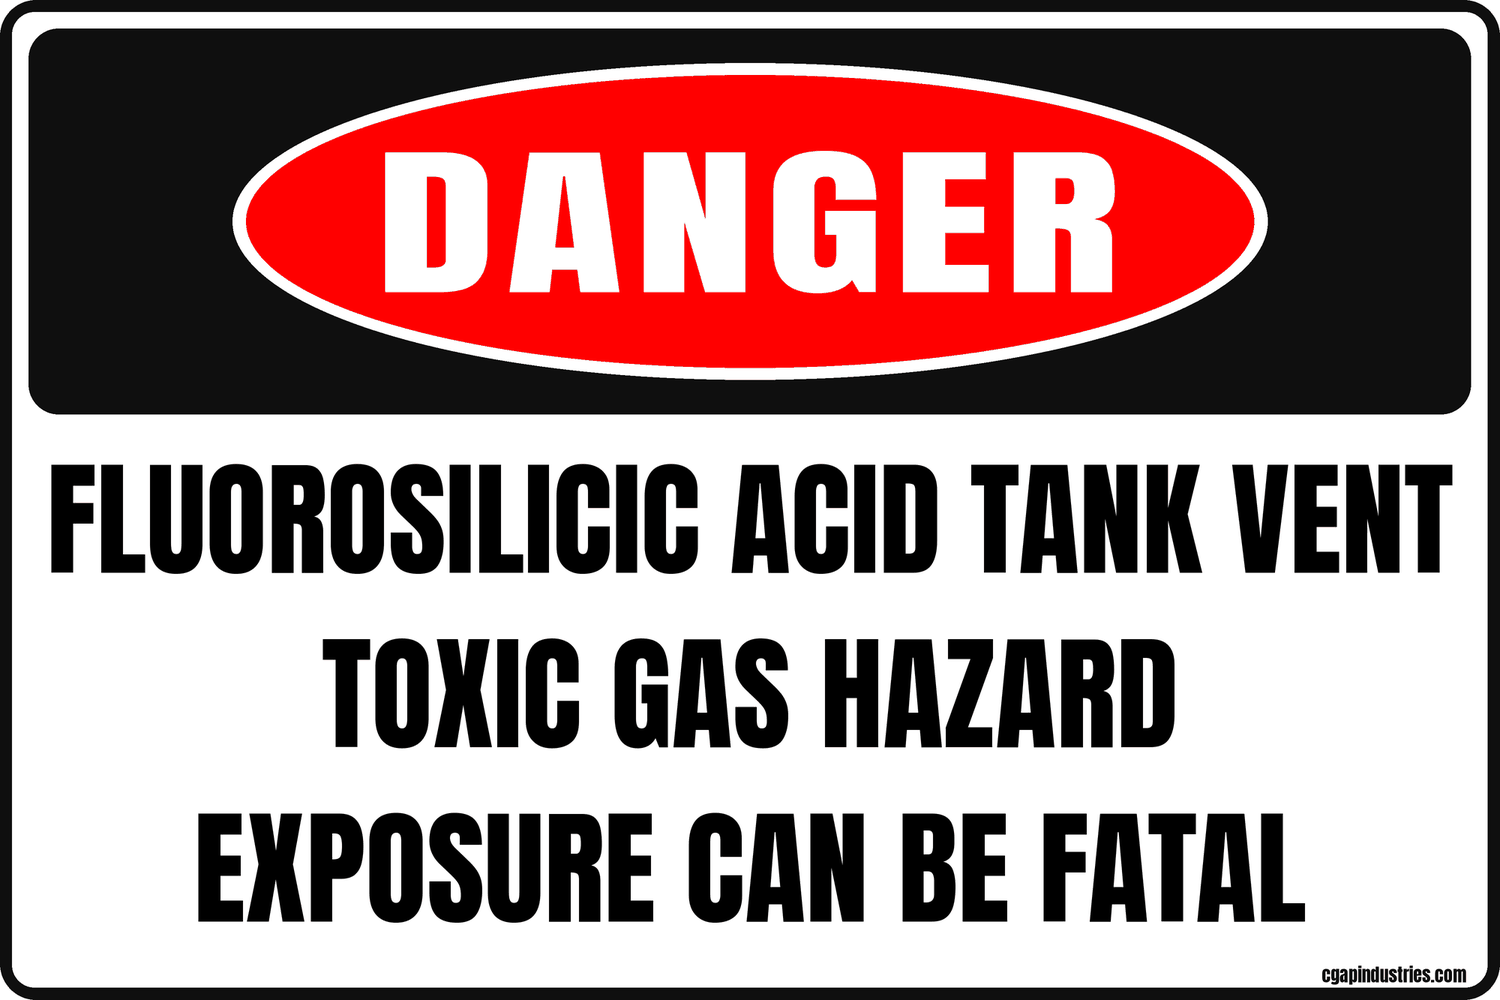 DANGER
FLUOROSILICIC ACID TANK VENT
TOXIC GAS HAZARD
EXPOSURE CAN BE FATAL
cgapindustries.com